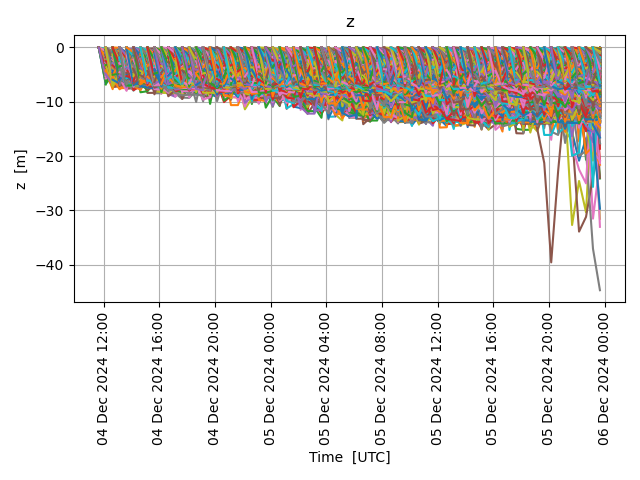 z
0
−10
−20
−30
−40
z [m]
04 Dec 2024 12:00
04 Dec 2024 16:00
04 Dec 2024 20:00
05 Dec 2024 00:00
05 Dec 2024 04:00
05 Dec 2024 08:00
05 Dec 2024 12:00
05 Dec 2024 16:00
05 Dec 2024 20:00
06 Dec 2024 00:00
Time [UTC]